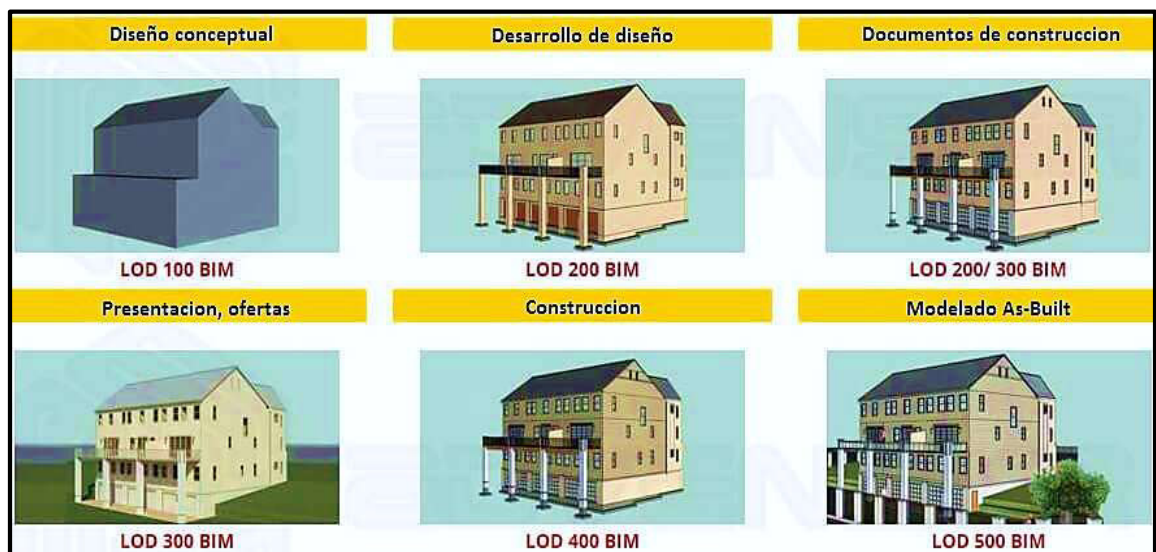 Diseño conceptual
Desarrollo de diseño
Documentos de construccion
LOD 100 BIM
LOD 200 BIM
LOD 200/ 300 BIM
Presentacion, ofertas
Construccion
Modelado As-Built
LOD 300 BIM
LOD 400 BIM
LOD 500 BIM